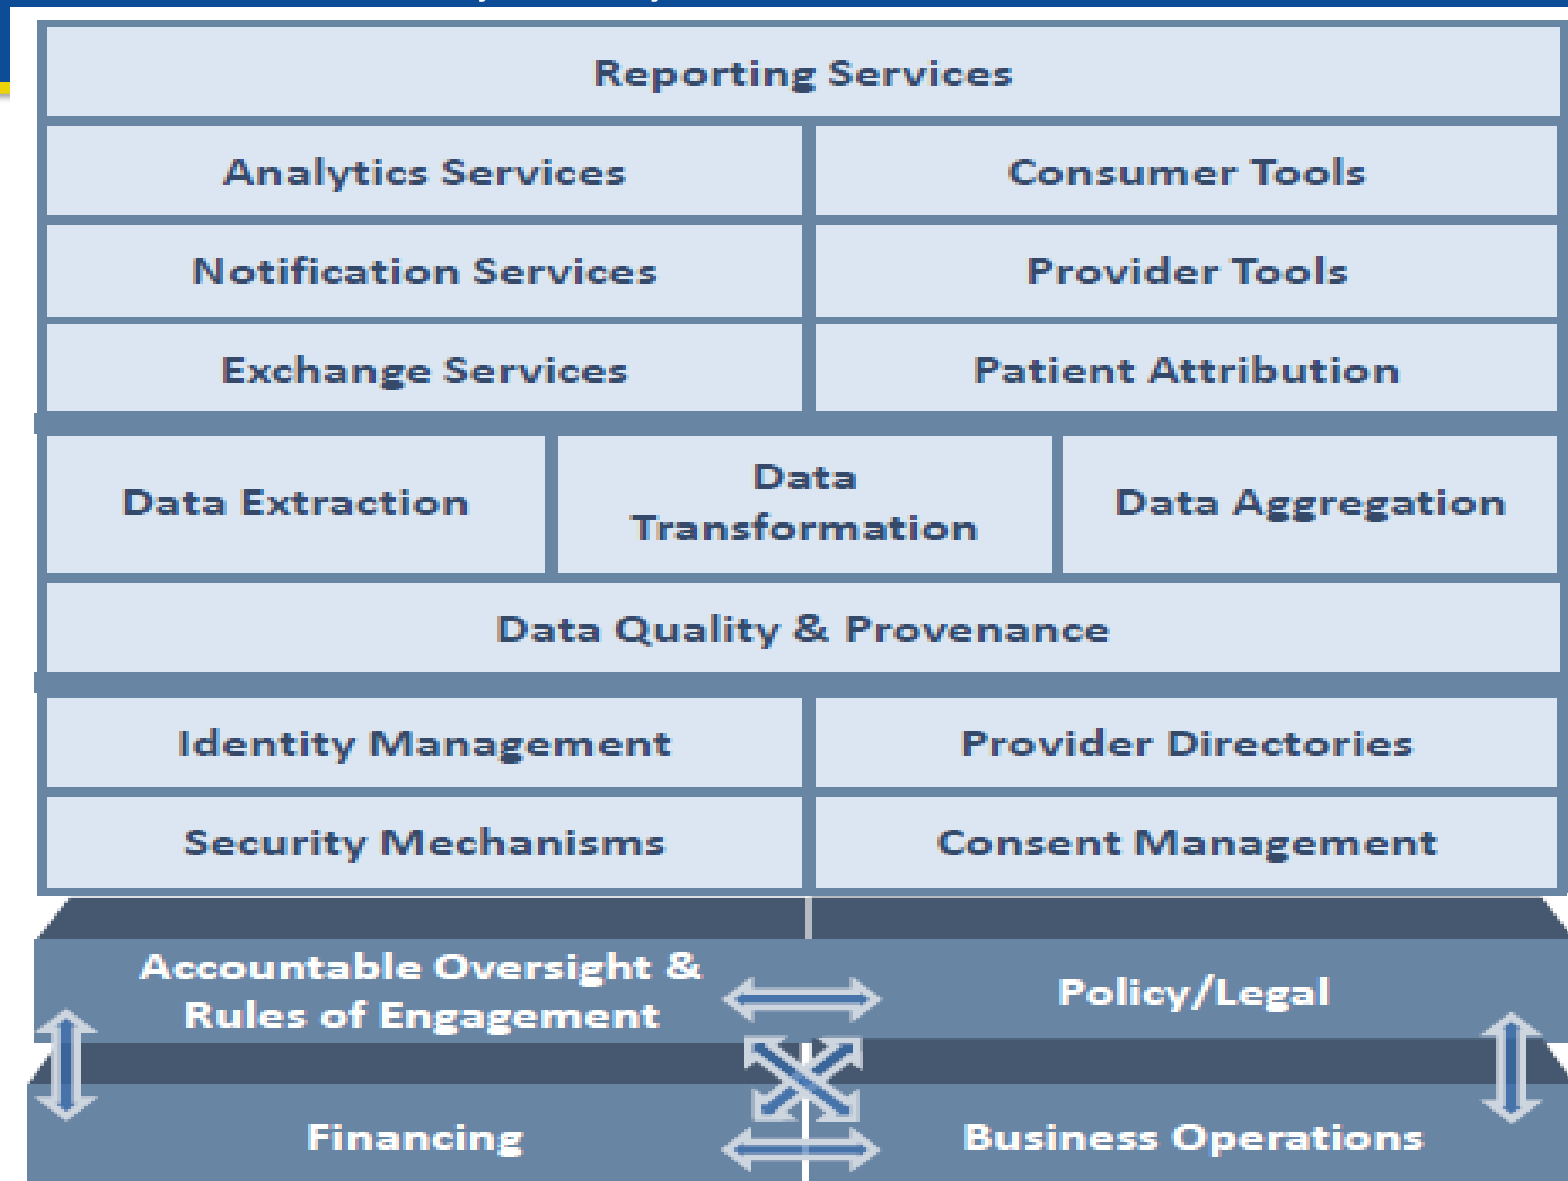 Reporting Services
Analytics Services
Consumer Tools
Notification Services
Provider Tools
Exchange Services
Patient Attribution
Data Extraction
Data
Transformation
Data Aggregation
Data Quality & Provenance
Identity Management
Provider Directories
Security Mechanisms
Consent Management
Accountable Oversight &
Rules of Engagement
Policy/Legal
Financing
Business Operations